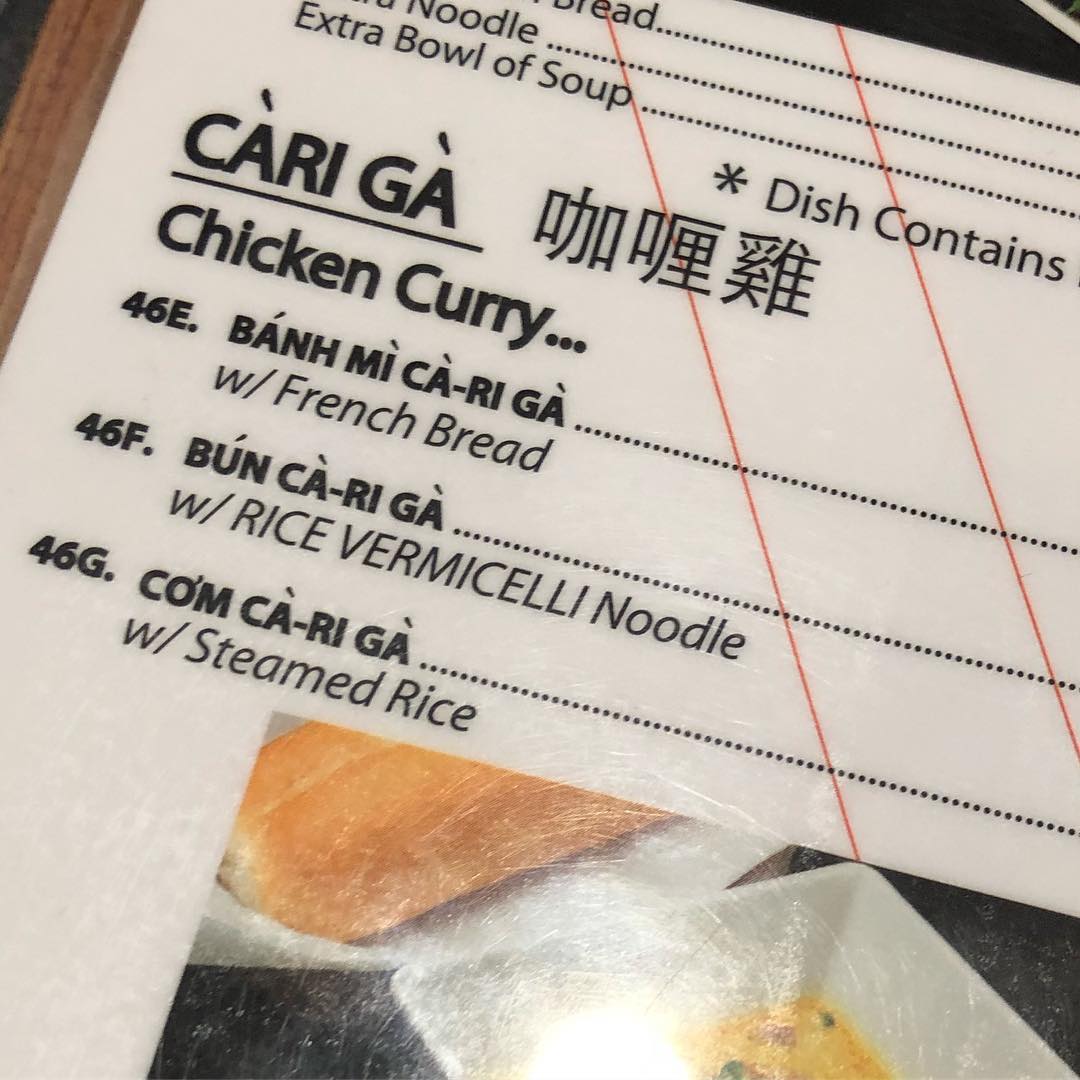 Bread
Noodle
Extra Bowl of Soup
* Dish Contains
CÀRI GÀ 咖喱雞
Chicken Curry...
46E. BÁNH MÌ CÀ-RI GÀ
w/ French Bread
46F. BÚN CÀ-RI GÀ
w/ RICE VERMICELLI Noodle
46G. CƠM CÀ-RI GÀ
w/ Steamed Rice